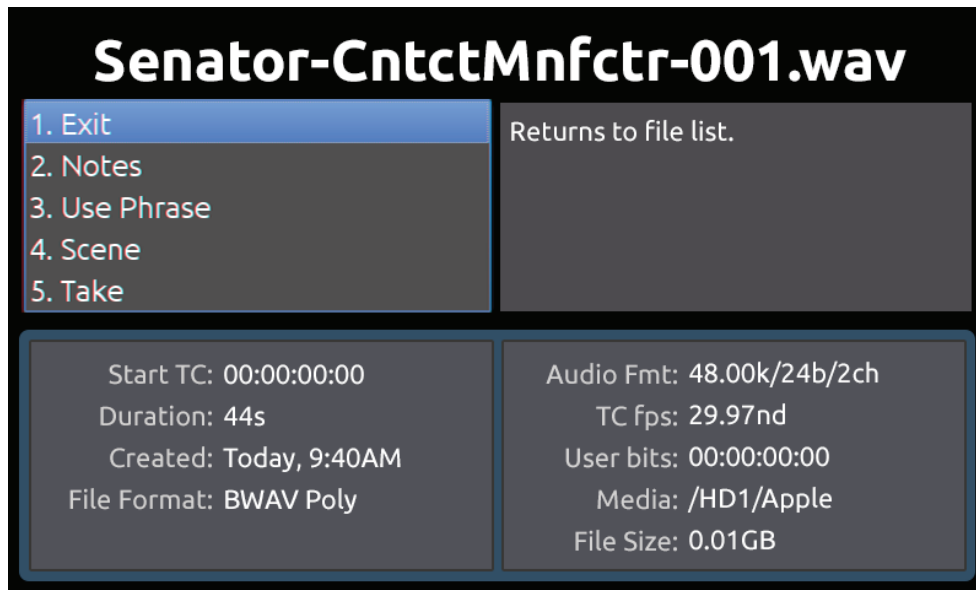 Senator-CntctMnfctr-001.wav
1. Exit
2. Notes
3. Use Phrase
4. Scene
5. Take
Returns to file list.
Start TC: 00:00:00:00
Duration: 44s
Created: Today, 9:40AM
File Format: BWAV Poly
Audio Fmt: 48.00k/24b/2ch
TC fps: 29.97nd
User bits: 00:00:00:00
Media: /HD1/Apple
File Size: 0.01GB